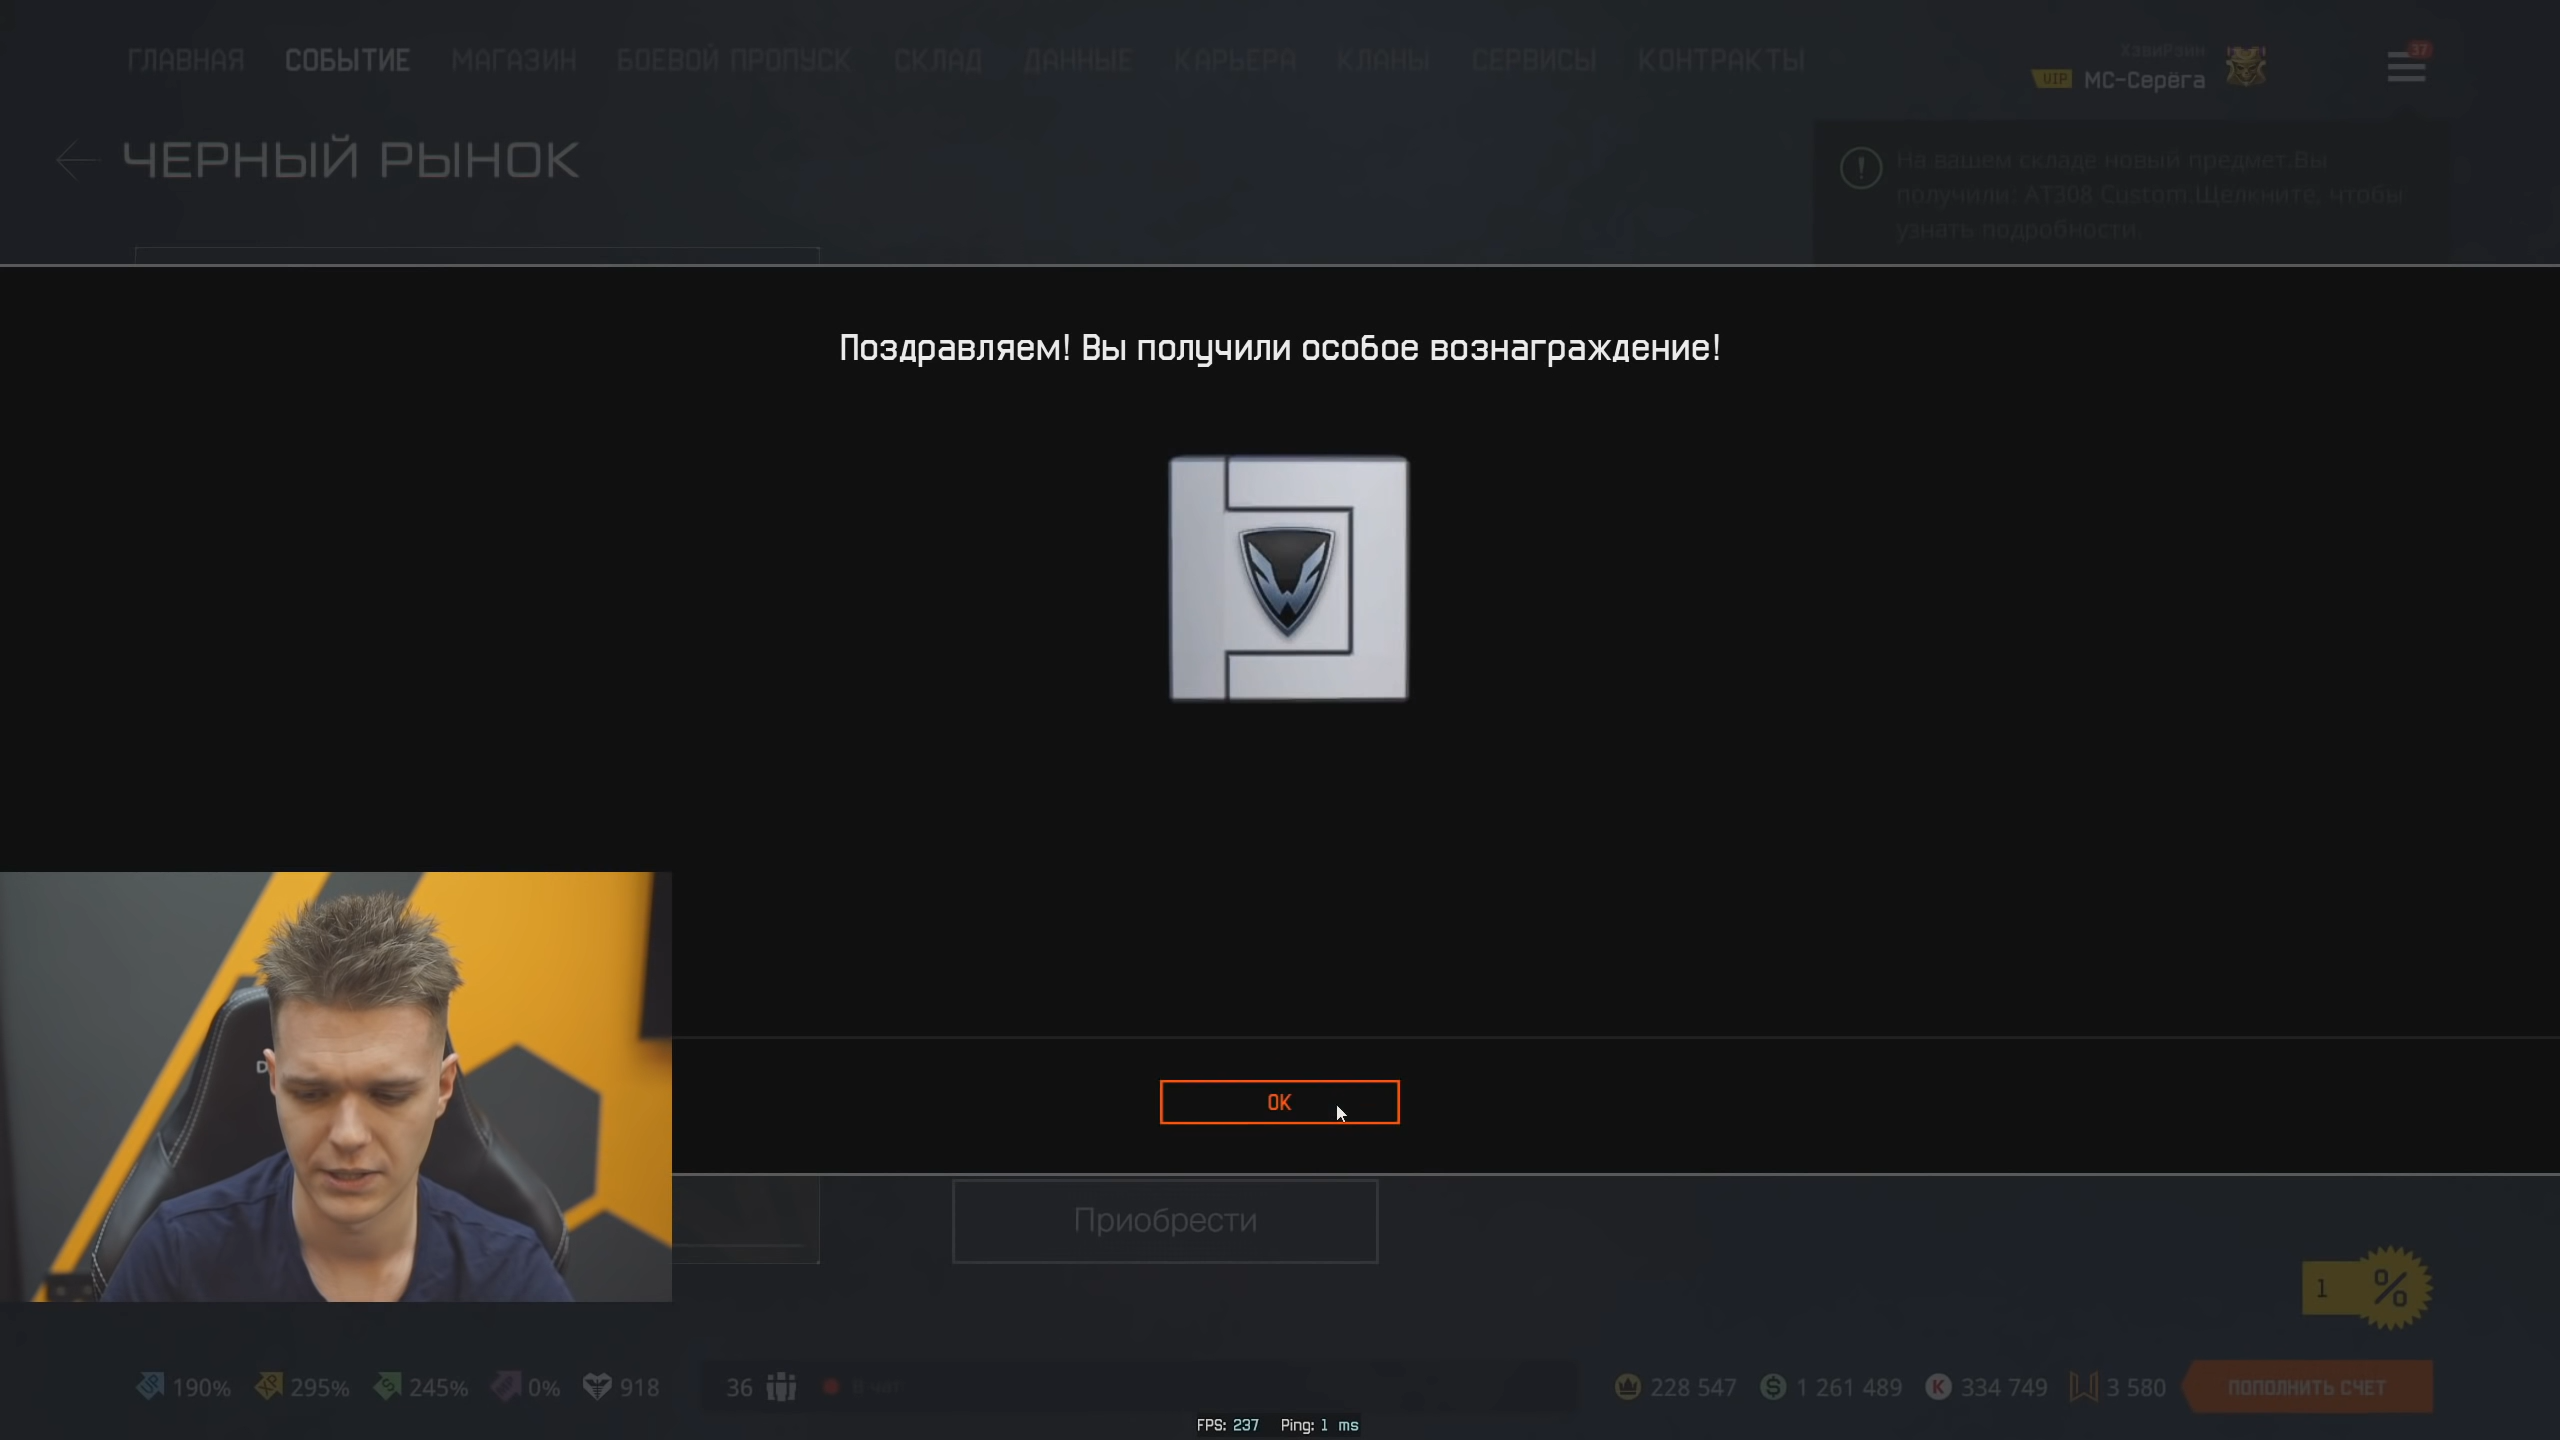 ГЛАВНАЯ СОБЫТИЕ МАГАЗИН БОЕВОЙ ПРОПУСК СКЛАД ДАННЫЕ КАРЬЕРА КЛАНЫ СЕРВИСЫ КОНТРАКТЫ
ХэвиРэйн
VIP МС-Серёга
37
ЧЕРНЫЙ РЫНОК
На вашем складе новый предмет.Вы
получили: AT308 Custom.Щелкните, чтобы
узнать подробности.
Поздравляем! Вы получили особое вознаграждение!
OK
Приобрести
1 %
190% 295% 245% 0% 918 36 228 547 1 261 489 334 749 3 580 ПОПОЛНИТЬ СЧЕТ
FPS: 237 Ping: 1 ms